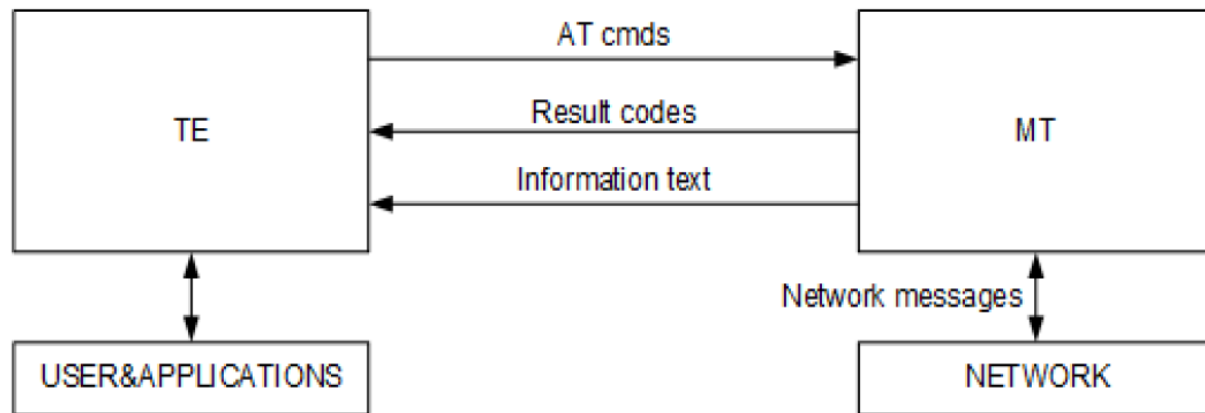 AT cmds
TE
Result codes
MT
Information text
Network messages
USER&APPLICATIONS
NETWORK